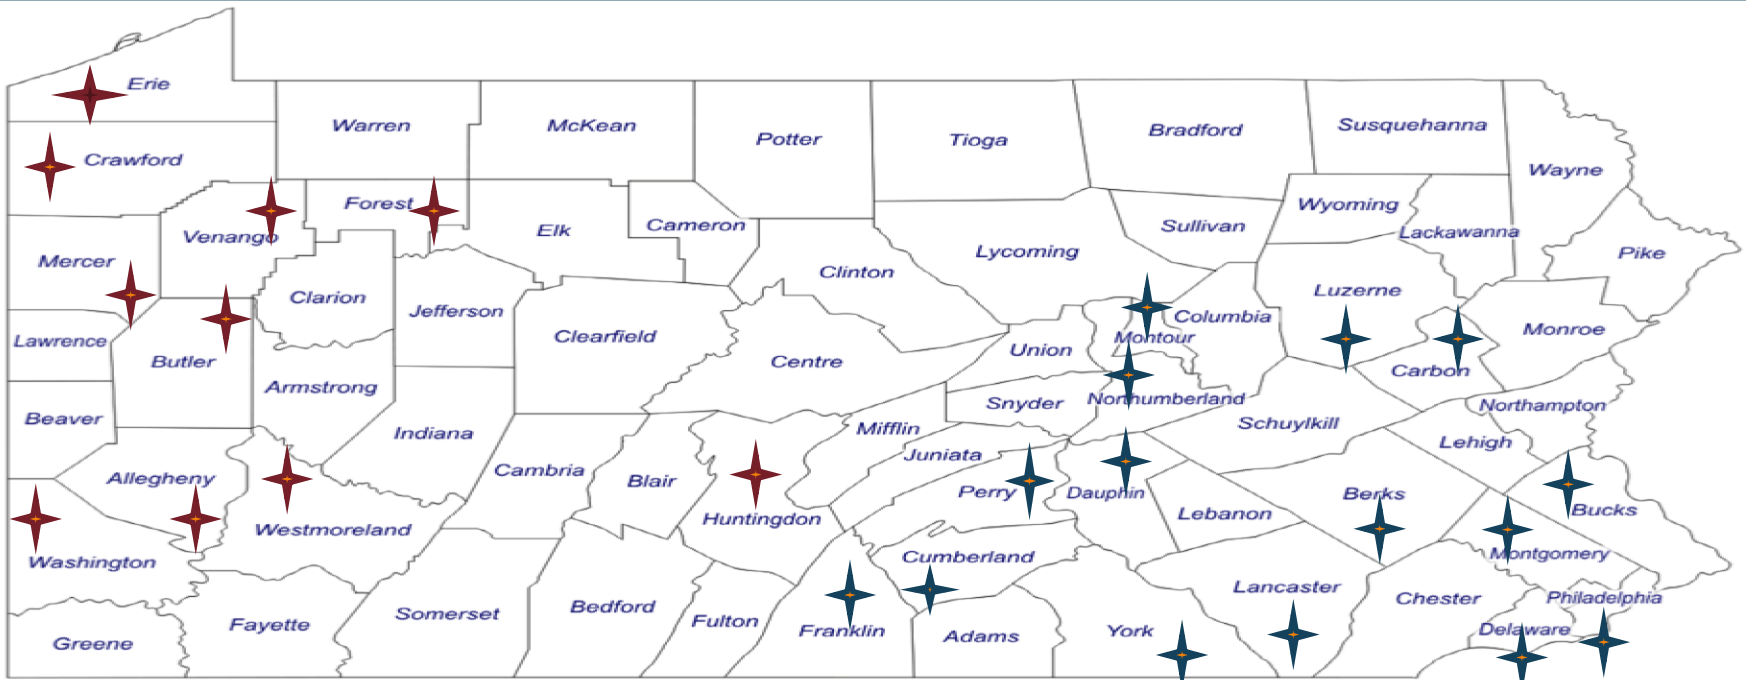 Erie
Warren
McKean
Potter
Tioga
Bradford
Susquehanna
Crawford
Wayne
Forest
Wyoming
Venango
Elk
Cameron
Sullivan
Lackawanna
Mercer
Lycoming
Pike
Clinton
Clarion
Luzerne
Jefferson
Columbia
Lawrence
Clearfield
Montour
Monroe
Butler
Centre
Union
Carbon
Armstrong
Snyder
Northumberland
Northampton
Beaver
Indiana
Mifflin
Schuylkill
Lehigh
Allegheny
Cambria
Blair
Juniata
Perry
Dauphin
Berks
Bucks
Westmoreland
Huntingdon
Lebanon
Washington
Cumberland
Montgomery
Lancaster
Chester
Philadelphia
Greene
Fayette
Somerset
Bedford
Fulton
Franklin
Adams
York
Delaware